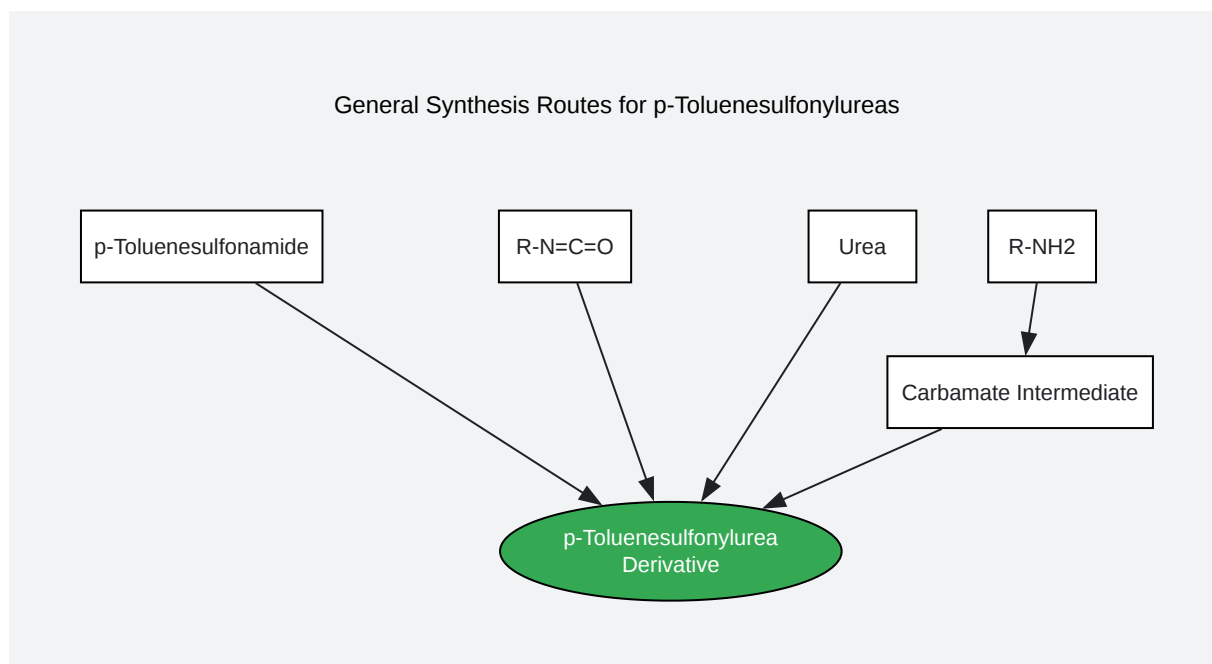 General Synthesis Routes for p-Toluenesulfonylureas
p-Toluenesulfonamide
R-N=C=O
Urea
R-NH2
Carbamate Intermediate
p-Toluenesulfonylurea
Derivative